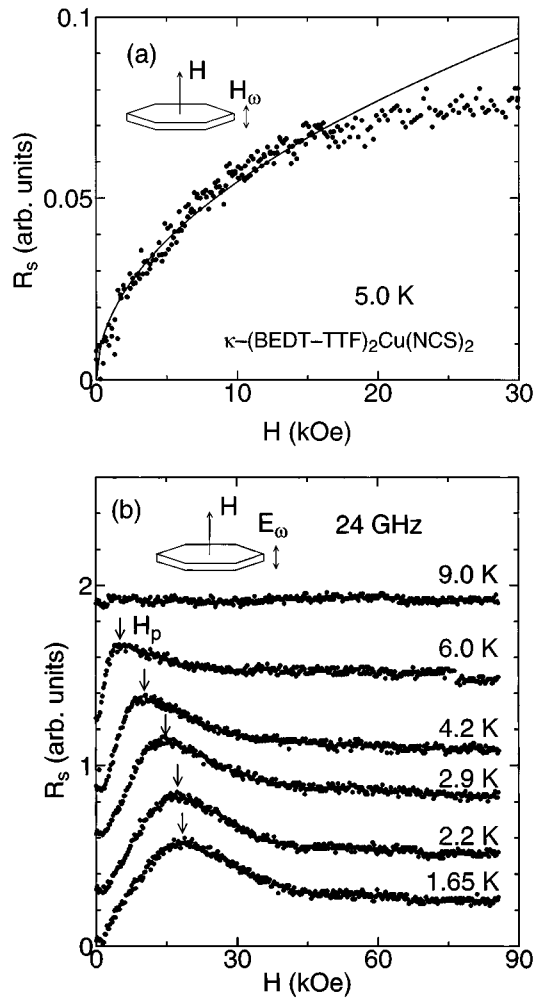 0.1
(a)
H
Hω
0.05
Rs (arb. units)
5.0 K
κ–(BEDT–TTF)2Cu(NCS)2
0
0 10 20 30
H (kOe)
(b)
H
Eω
24 GHz
2
9.0 K
Hp
6.0 K
Rs (arb. units)
4.2 K
1
2.9 K
2.2 K
1.65 K
0
0 30 60 90
H (kOe)